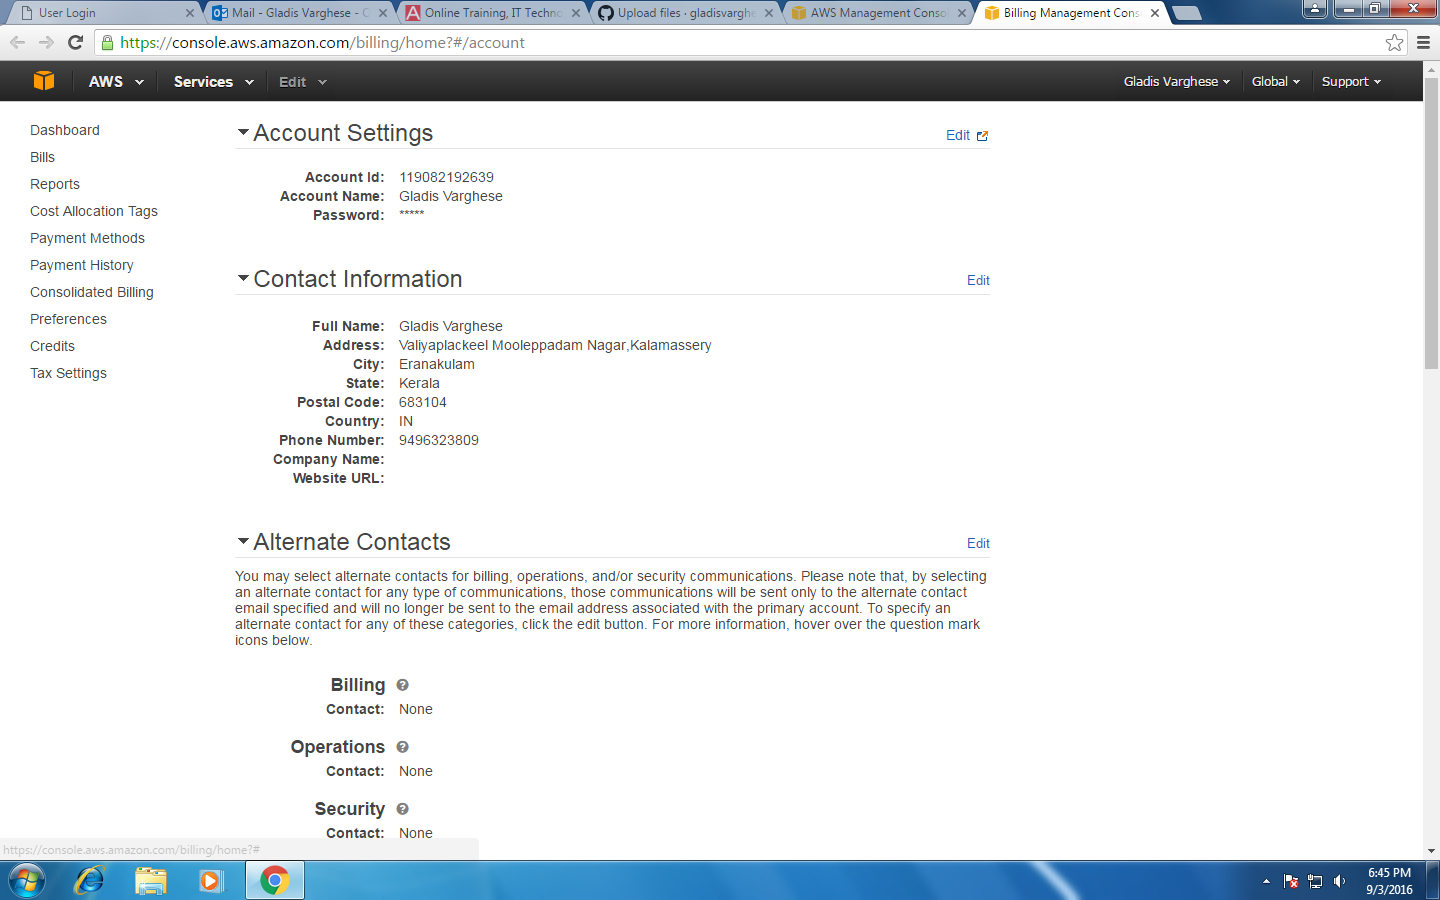 User Login
Mail - Gladis Varghese - C
Online Training, IT Techno
Upload files · gladisvarghe
AWS Management Conso
Billing Management Cons
https://console.aws.amazon.com/billing/home?#/account
AWS
Services
Edit
Gladis Varghese
Global
Support
Dashboard
Bills
Reports
Cost Allocation Tags
Payment Methods
Payment History
Consolidated Billing
Preferences
Credits
Tax Settings
Account Settings
Edit
Account Id: 119082192639
Account Name: Gladis Varghese
Password: *****
Contact Information
Edit
Full Name: Gladis Varghese
Address: Valiyaplackeel Mooleppadam Nagar,Kalamassery
City: Eranakulam
State: Kerala
Postal Code: 683104
Country: IN
Phone Number: 9496323809
Company Name:
Website URL:
Alternate Contacts
Edit
You may select alternate contacts for billing, operations, and/or security communications. Please note that, by selecting
an alternate contact for any type of communications, those communications will be sent only to the alternate contact
email specified and will no longer be sent to the email address associated with the primary account. To specify an
alternate contact for any of these categories, click the edit button. For more information, hover over the question mark
icons below.
Billing ?
Contact: None
Operations ?
Contact: None
Security ?
Contact: None
https://console.aws.amazon.com/billing/home?#
6:45 PM
9/3/2016